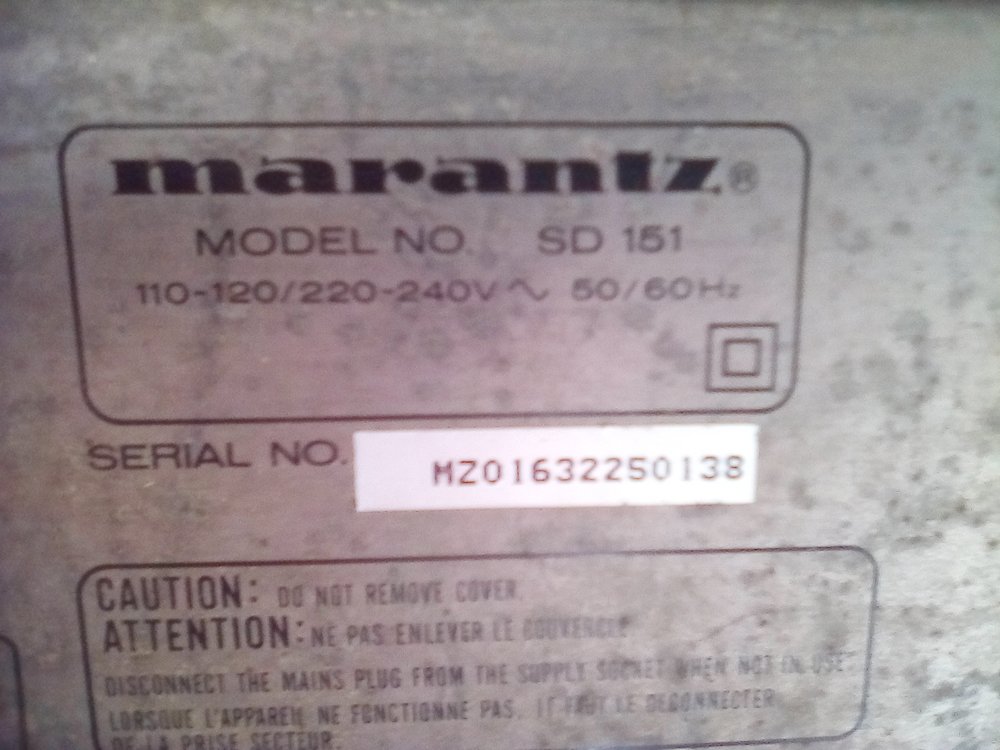 marantz®
MODEL NO. SD 151
110-120/220-240V ~ 50/60Hz
SERIAL NO. MZ01632250138
CAUTION: DO NOT REMOVE COVER.
ATTENTION: NE PAS ENLEVER LE COUVERCLE
DISCONNECT THE MAINS PLUG FROM THE SUPPLY SOCKET WHEN NOT IN USE.
LORSQUE L'APPAREIL NE FONCTIONNE PAS, IL FAUT LE DECONNECTER
DE LA PRISE SECTEUR.